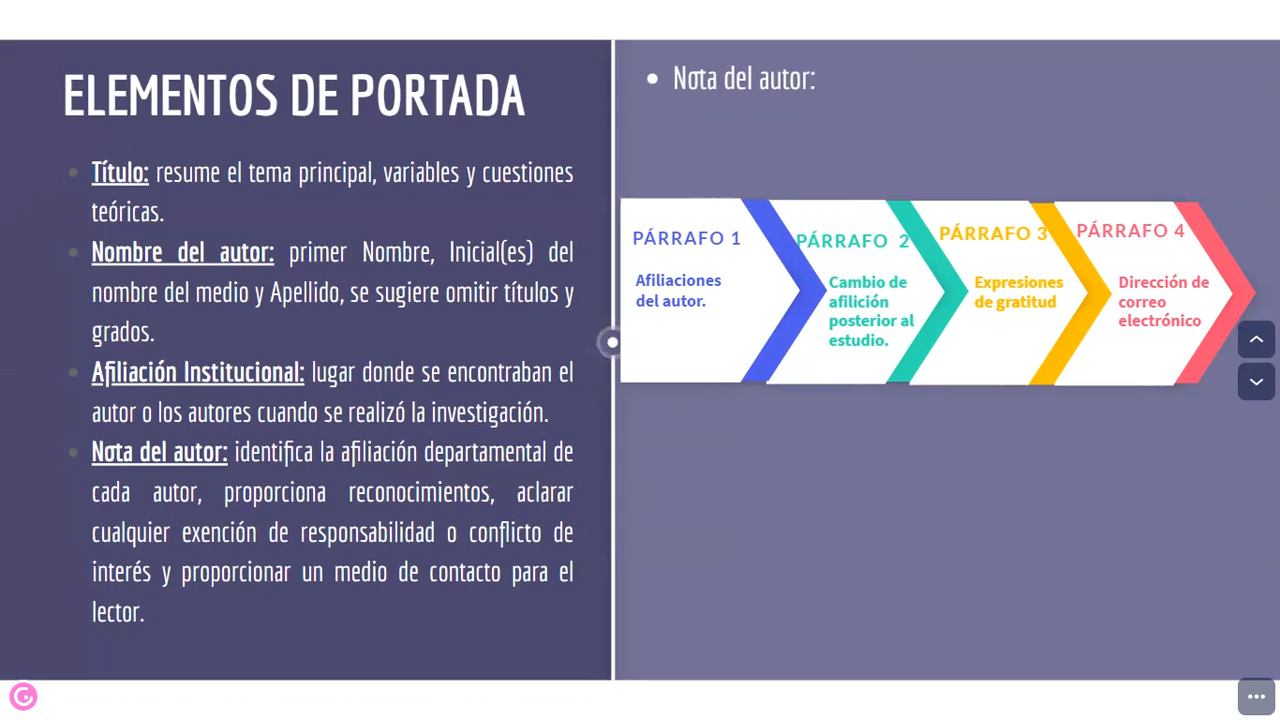 ELEMENTOS DE PORTADA
Título: resume el tema principal, variables y cuestiones
teóricas.
Nombre del autor: primer Nombre, Inicial(es) del
nombre del medio y Apellido, se sugiere omitir títulos y
grados.
Afiliación Institucional: lugar donde se encontraban el
autor o los autores cuando se realizó la investigación.
Nota del autor: identifica la afiliación departamental de
cada autor, proporciona reconocimientos, aclarar
cualquier exención de responsabilidad o conflicto de
interés y proporcionar un medio de contacto para el
lector.
Nota del autor:
PÁRRAFO 1
Afiliaciones
del autor.
PÁRRAFO 2
Cambio de
afilición
posterior al
estudio.
PÁRRAFO 3
Expresiones
de gratitud
PÁRRAFO 4
Dirección de
correo
electrónico